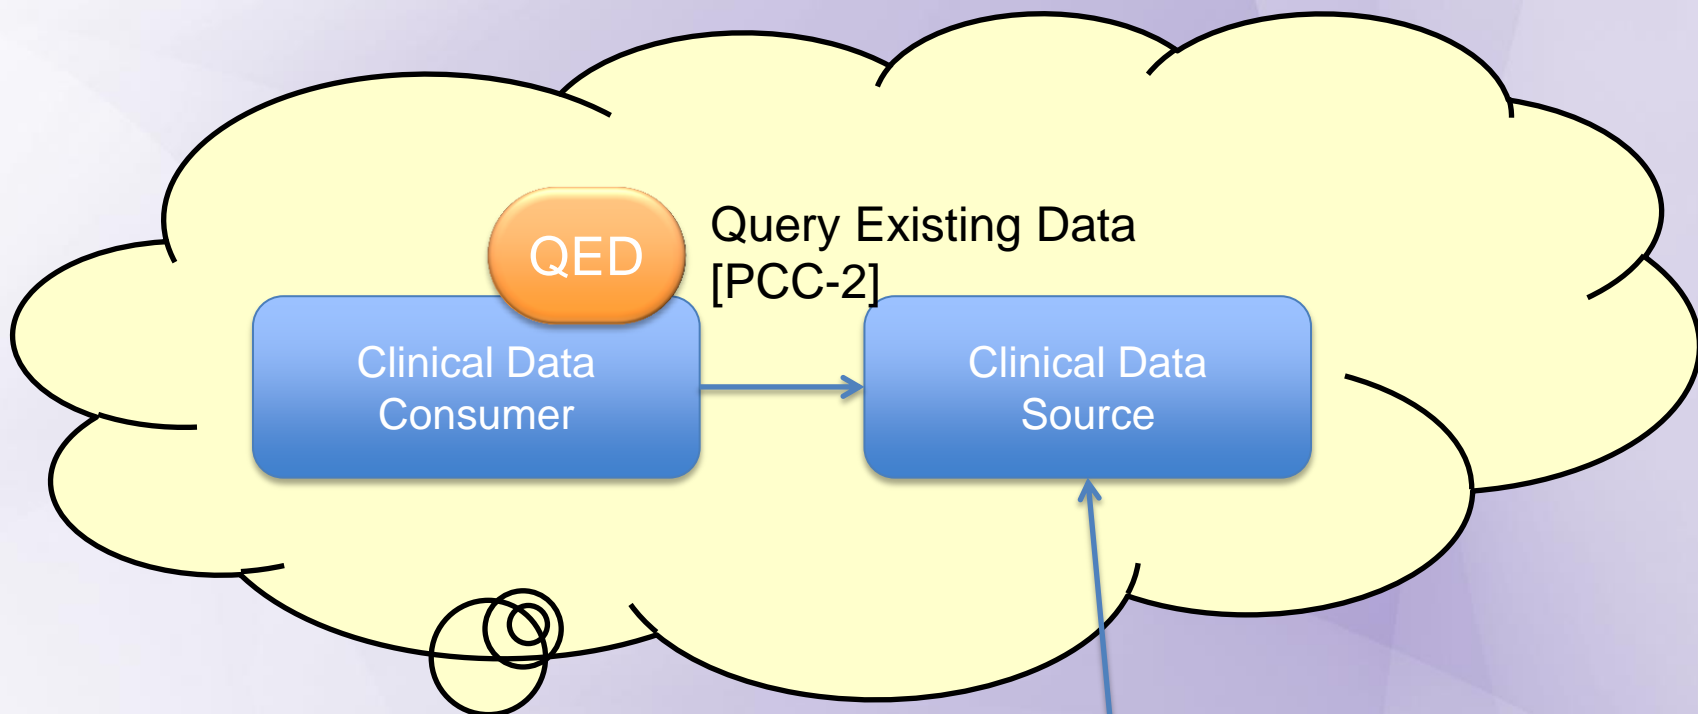 QED
Query Existing Data
[PCC-2]
Clinical Data
Consumer
Clinical Data
Source